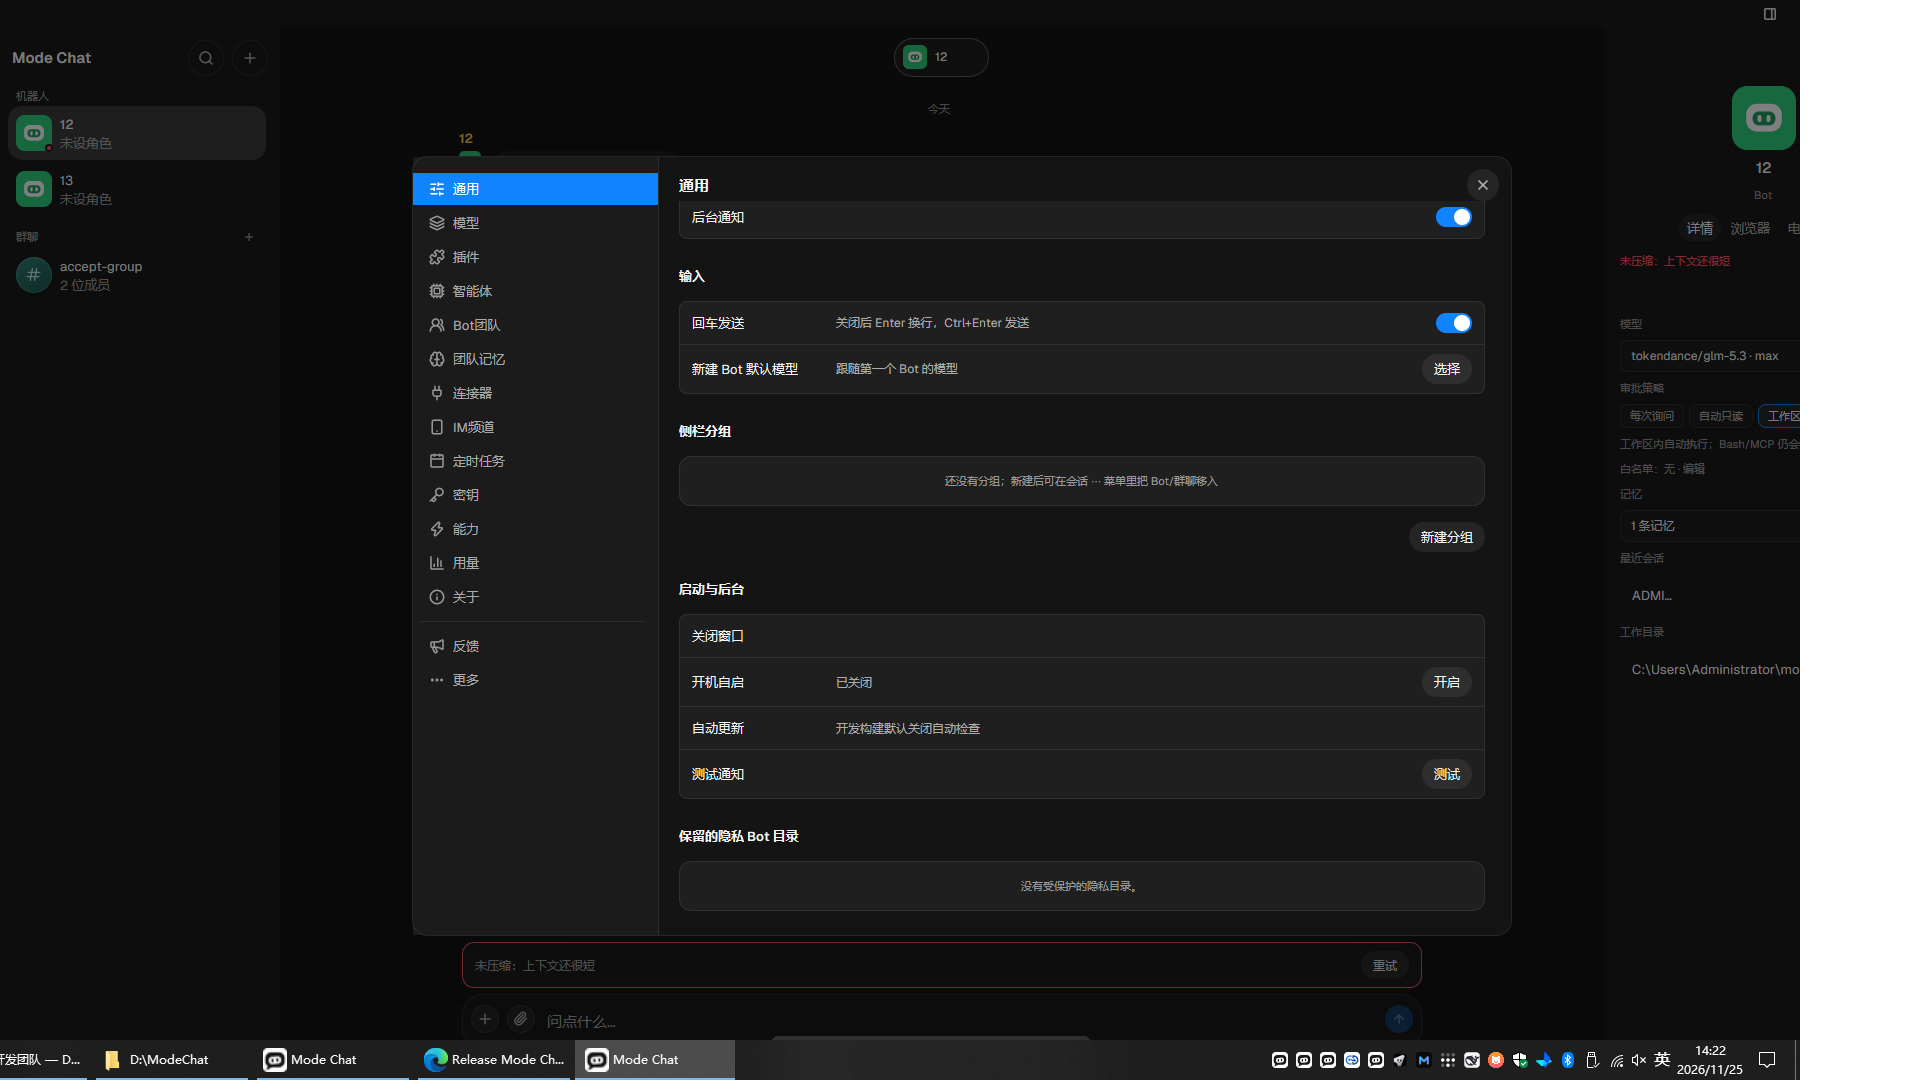 Mode Chat
机器人
12
未设角色
13
未设角色
群聊
accept-group
2 位成员
12
今天
12
通用
模型
插件
智能体
Bot团队
团队记忆
连接器
IM频道
定时任务
密钥
能力
用量
关于
反馈
更多
通用
后台通知
输入
回车发送
关闭后 Enter 换行，Ctrl+Enter 发送
新建 Bot 默认模型
跟随第一个 Bot 的模型
选择
侧栏分组
还没有分组；新建后可在会话 ··· 菜单里把 Bot/群聊移入
新建分组
启动与后台
关闭窗口
开机自启
已关闭
开启
自动更新
开发构建默认关闭自动检查
测试通知
测试
保留的隐私 Bot 目录
没有受保护的隐私目录。
未压缩：上下文还很短
重试
问点什么...
12
Bot
详情
浏览器
电
未压缩：上下文还很短
模型
tokendance/glm-5.3 · max
审批策略
每次询问
自动只读
工作区
工作区内自动执行；Bash/MCP 仍会
白名单：无 · 编辑
记忆
1 条记忆
最近会话
ADMI...
工作目录
C:\Users\Administrator\mo
开发团队 — D...
D:\ModeChat
Mode Chat
Release Mode Ch...
Mode Chat
英
14:22
2026/11/25